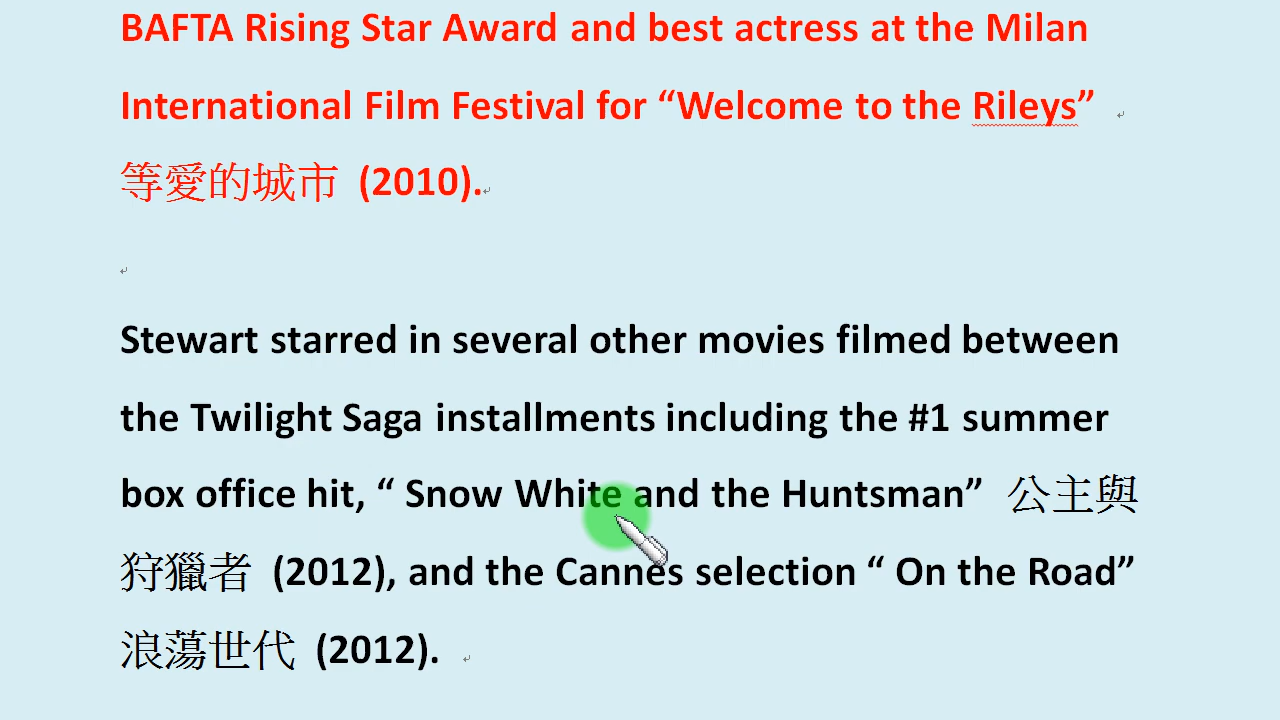 BAFTA Rising Star Award and best actress at the Milan
International Film Festival for “Welcome to the Rileys”
等愛的城市 (2010).
Stewart starred in several other movies filmed between
the Twilight Saga installments including the #1 summer
box office hit, “ Snow White and the Huntsman” 公主與
狩獵者 (2012), and the Cannes selection “ On the Road”
浪蕩世代 (2012).